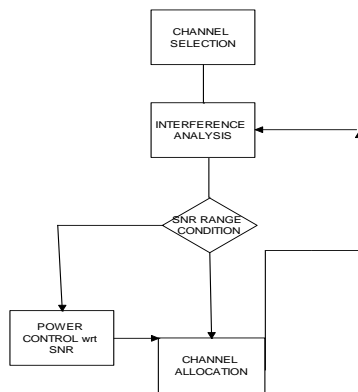 CHANNEL
SELECTION
INTERFERENCE
ANALYSIS
SNR RANGE
CONDITION
POWER
CONTROL wrt
SNR
CHANNEL
ALLOCATION